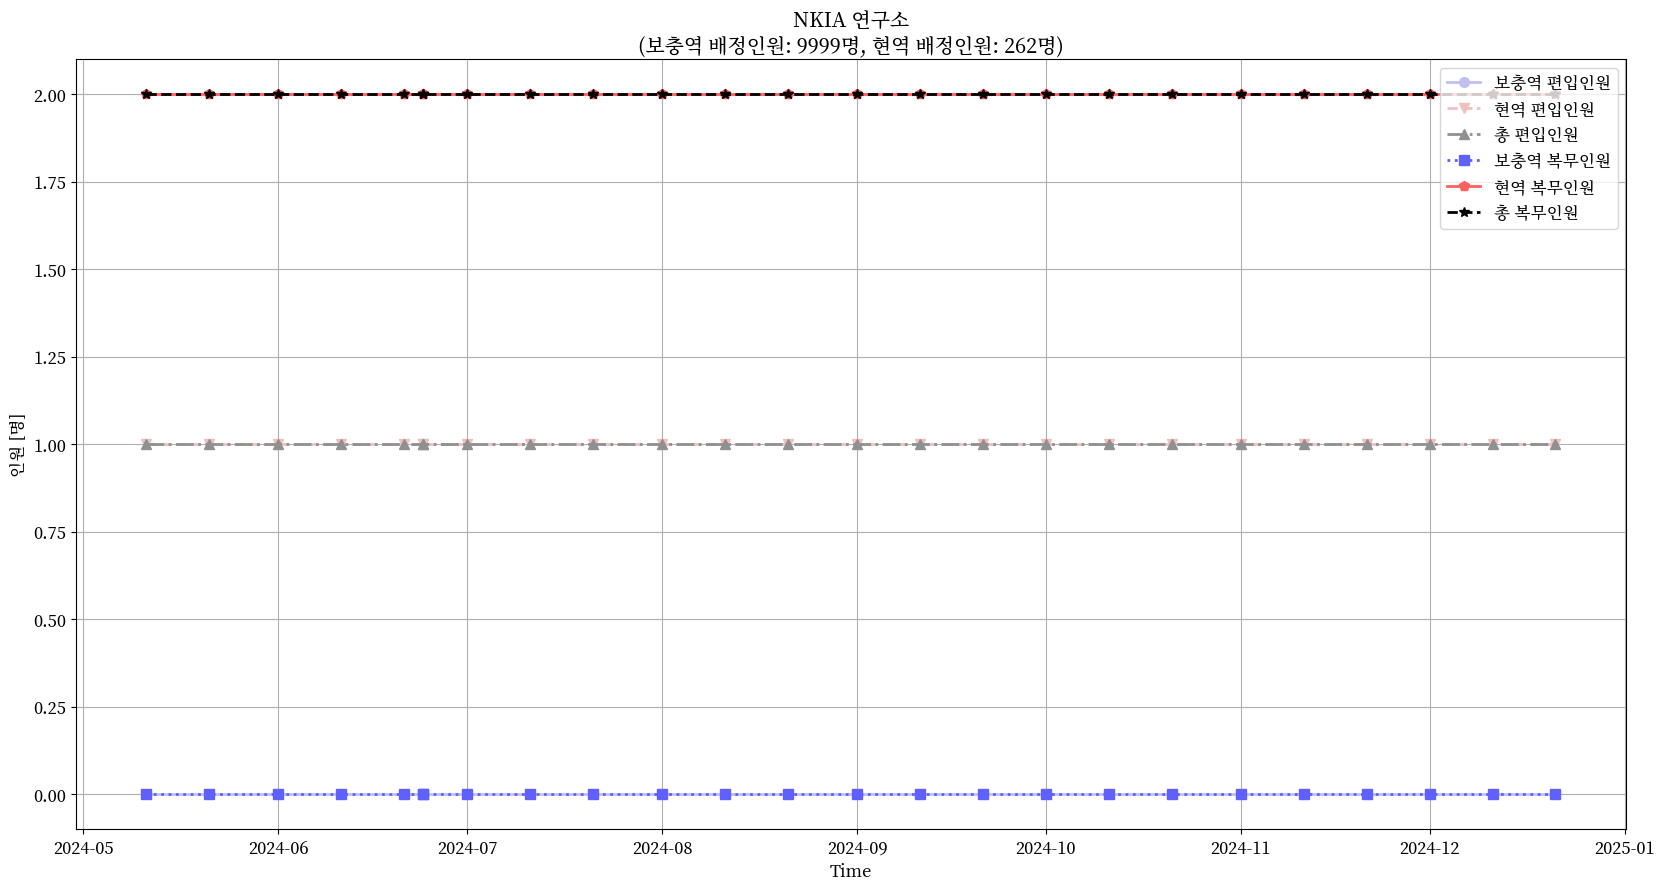 NKIA 연구소
(보충역 배정인원: 9999명, 현역 배정인원: 262명)
보충역 편입인원
현역 편입인원
총 편입인원
보충역 복무인원
현역 복무인원
총 복무인원
2.00
1.75
1.50
1.25
1.00
0.75
0.50
0.25
0.00
인원 [명]
2024-05 2024-06 2024-07 2024-08 2024-09 2024-10 2024-11 2024-12 2025-01
Time